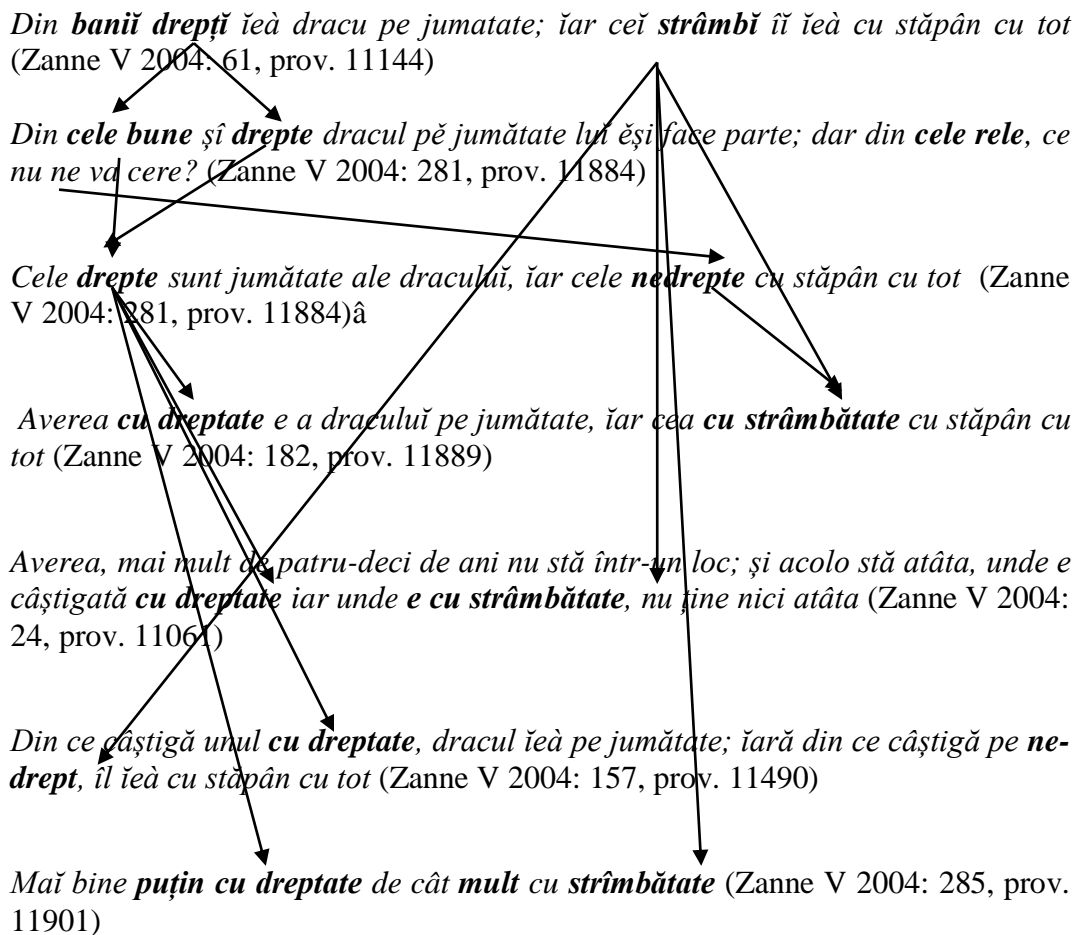 Din baniĭ drepțĭ ĭeà dracu pe jumatate; ĭar ceĭ strâmbĭ îĭ ĭeà cu stăpân cu tot
(Zanne V 2004: 61, prov. 11144)
Din cele bune șî drepte dracul pĕ jumătate luĭ ĕși face parte; dar din cele rele, ce
nu ne va cere? (Zanne V 2004: 281, prov. 11884)
Cele drepte sunt jumătate ale draculuĭ, ĭar cele nedrepte cu stăpân cu tot (Zanne
V 2004: 281, prov. 11884)â
Averea cu dreptate e a draculuĭ pe jumătate, ĭar cea cu strâmbătate cu stăpân cu
tot (Zanne V 2004: 182, prov. 11889)
Averea, mai mult de patru-deci de ani nu stă într-un loc; și acolo stă atâta, unde e
câștigată cu dreptate iar unde e cu strâmbătate, nu ține nici atâta (Zanne V 2004:
24, prov. 11061)
Din ce câștigă unul cu dreptate, dracul ĭeà pe jumătate; ĭară din ce câștigă pe ne-
drept, îl ĭeà cu stăpân cu tot (Zanne V 2004: 157, prov. 11490)
Maĭ bine puțin cu dreptate de cât mult cu strîmbătate (Zanne V 2004: 285, prov.
11901)